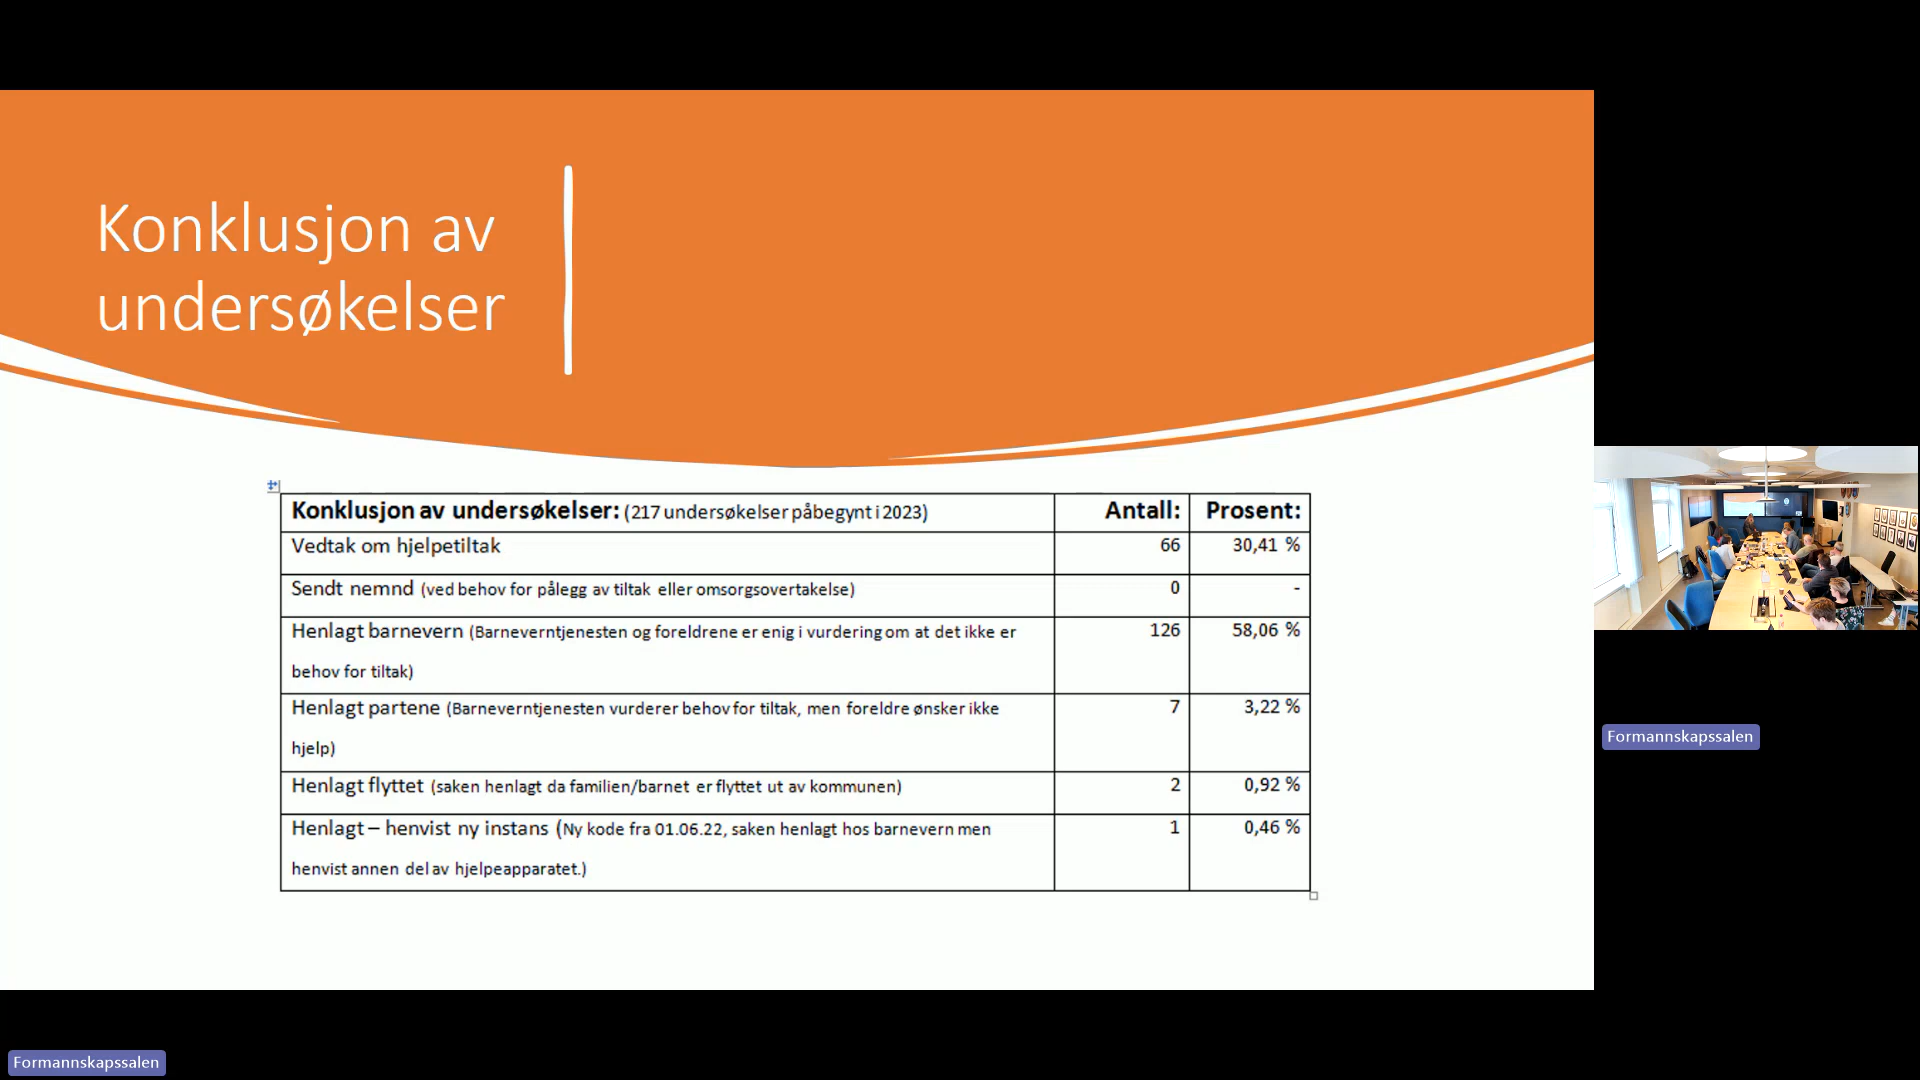 Konklusjon av
undersøkelser
Konklusjon av undersøkelser: (217 undersøkelser påbegynt i 2023) Antall: Prosent:
Vedtak om hjelpetiltak 66 30,41 %
Sendt nemnd (ved behov for pålegg av tiltak eller omsorgsovertakelse) 0 -
Henlagt barnevern (Barneverntjenesten og foreldrene er enig i vurdering om at det ikke er 126 58,06 %
behov for tiltak)
Henlagt partene (Barneverntjenesten vurderer behov for tiltak, men foreldre ønsker ikke 7 3,22 %
hjelp)
Henlagt flyttet (saken henlagt da familien/barnet er flyttet ut av kommunen) 2 0,92 %
Henlagt – henvist ny instans (Ny kode fra 01.06.22, saken henlagt hos barnevern men 1 0,46 %
henvist annen del av hjelpeapparatet.)
Formannskapssalen
Formannskapssalen